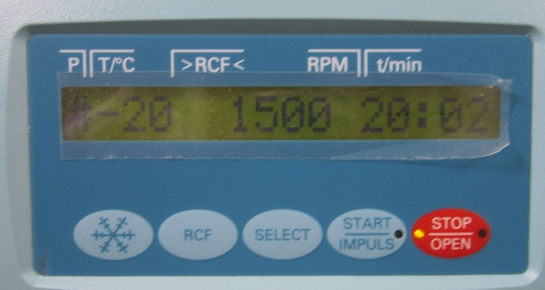 P T/°C >RCF< RPM t/min
-20 1500 20:02
RCF SELECT START IMPULS STOP OPEN